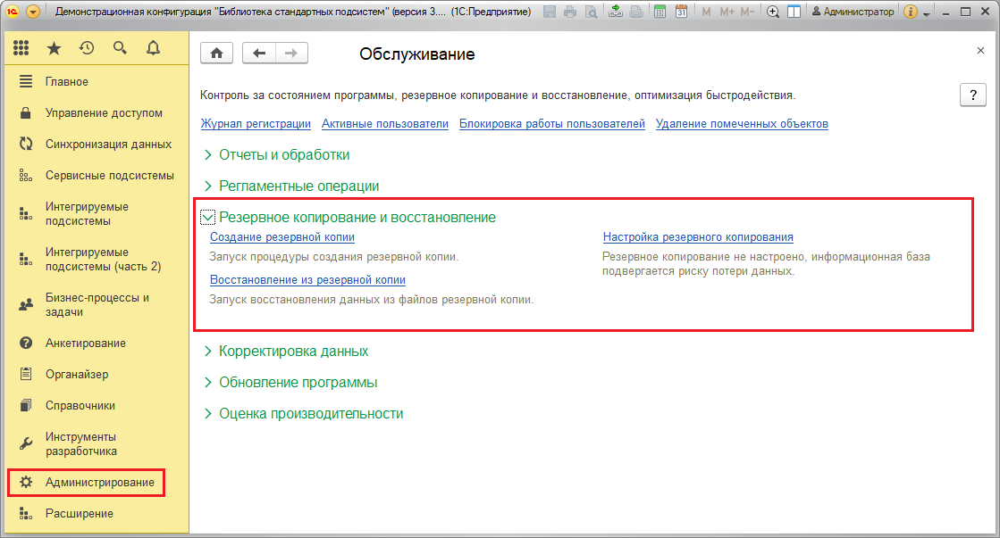 Демонстрационная конфигурация "Библиотека стандартных подсистем" (версия 3.... (1С:Предприятие)
M M+ M- Администратор
31
Главное
Управление доступом
Синхронизация данных
Сервисные подсистемы
Интегрируемые
подсистемы
Интегрируемые
подсистемы (часть 2)
Бизнес-процессы и
задачи
Анкетирование
Органайзер
Справочники
Инструменты
разработчика
Администрирование
Расширение
Обслуживание
Контроль за состоянием программы, резервное копирование и восстановление, оптимизация быстродействия.
?
Журнал регистрации Активные пользователи Блокировка работы пользователей Удаление помеченных объектов
Отчеты и обработки
Регламентные операции
Резервное копирование и восстановление
Создание резервной копии
Запуск процедуры создания резервной копии.
Восстановление из резервной копии
Запуск восстановления данных из файлов резервной копии.
Настройка резервного копирования
Резервное копирование не настроено, информационная база
подвергается риску потери данных.
Корректировка данных
Обновление программы
Оценка производительности